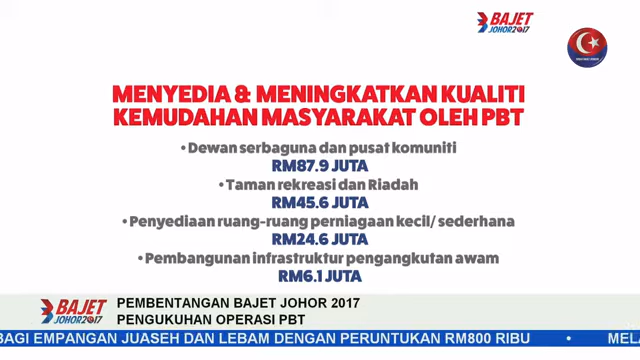 BAJET
JOHOR2017
MENYEDIA & MENINGKATKAN KUALITI
KEMUDAHAN MASYARAKAT OLEH PBT
• Dewan serbaguna dan pusat komuniti
RM87.9 JUTA
• Taman rekreasi dan Riadah
RM45.6 JUTA
• Penyediaan ruang-ruang perniagaan kecil/ sederhana
RM24.6 JUTA
• Pembangunan infrastruktur pengangkutan awam
RM6.1 JUTA
BAJET
JOHOR2017
PEMBENTANGAN BAJET JOHOR 2017
PENGUKUHAN OPERASI PBT
BAGI EMPANGAN JUASEH DAN LEBAM DENGAN PERUNTUKAN RM800 RIBU • MELA